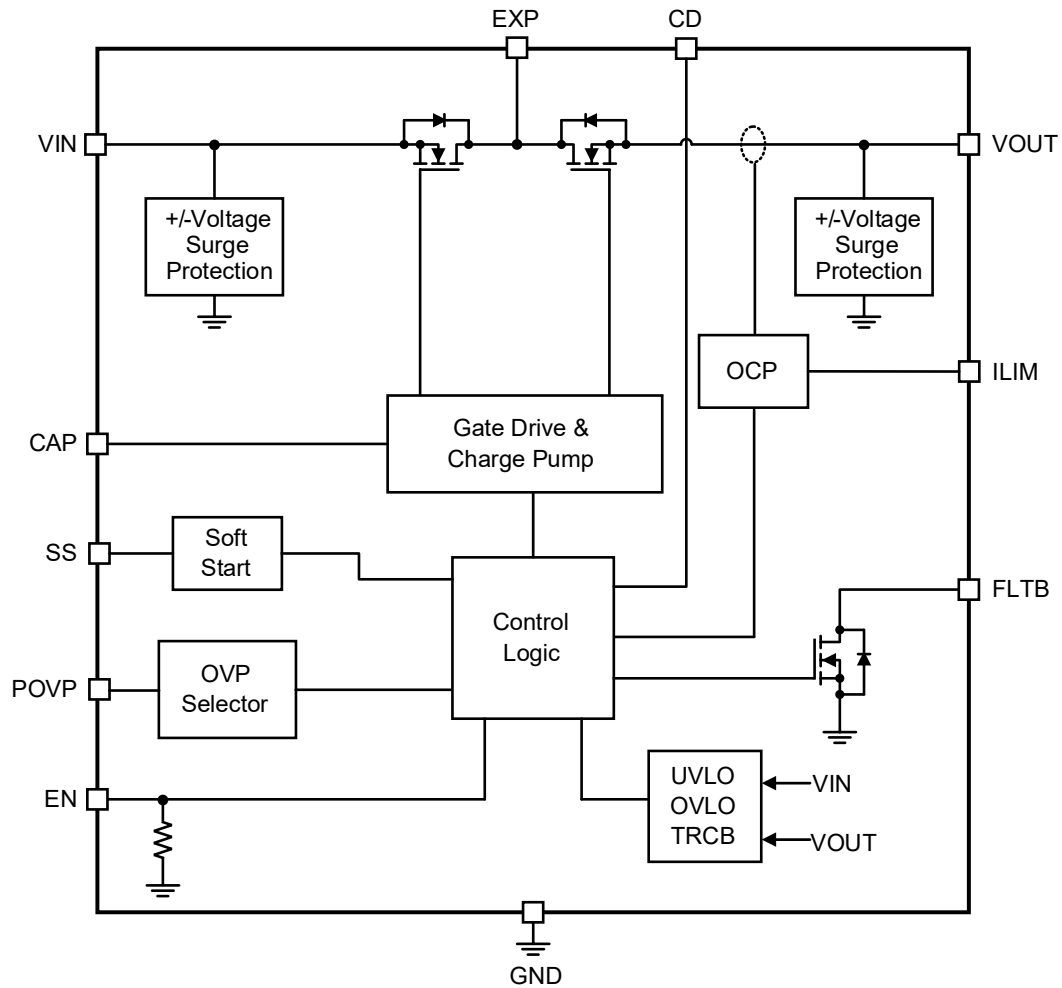 EXP
CD
VIN
VOUT
+/-Voltage
Surge
Protection
+/-Voltage
Surge
Protection
OCP
ILIM
Gate Drive &
Charge Pump
CAP
Soft
Start
SS
FLTB
Control
Logic
OVP
Selector
POVP
UVLO
OVLO
TRCB
VIN
VOUT
EN
GND